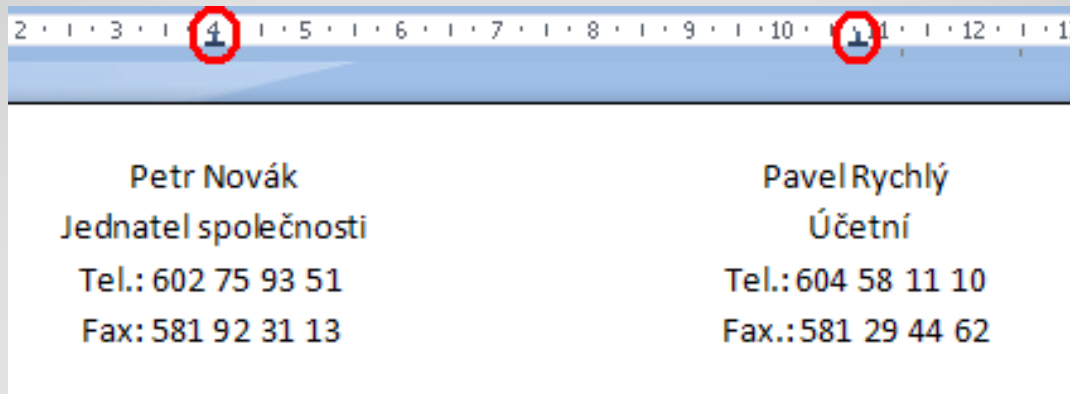 2 3 4 5 6 7 8 9 10 11 12
Petr Novák Pavel Rychlý
Jednatel společnosti Účetní
Tel.: 602 75 93 51 Tel.: 604 58 11 10
Fax: 581 92 31 13 Fax.: 581 29 44 62